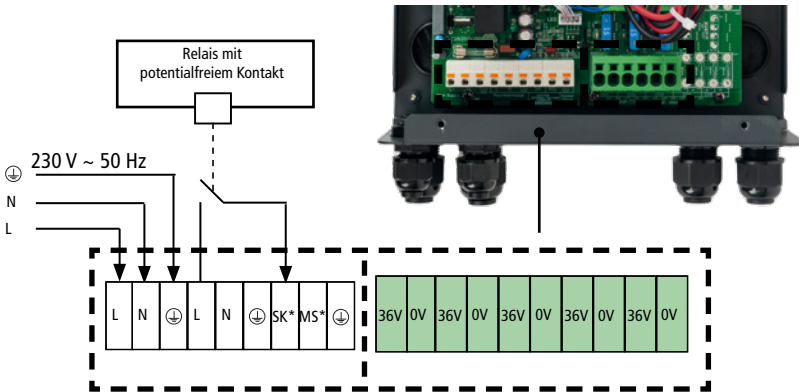 Relais mit
potentialfreiem Kontakt
230 V ~ 50 Hz
N
L
L N L N SK* MS*
36V 0V 36V 0V 36V 0V 36V 0V 36V 0V